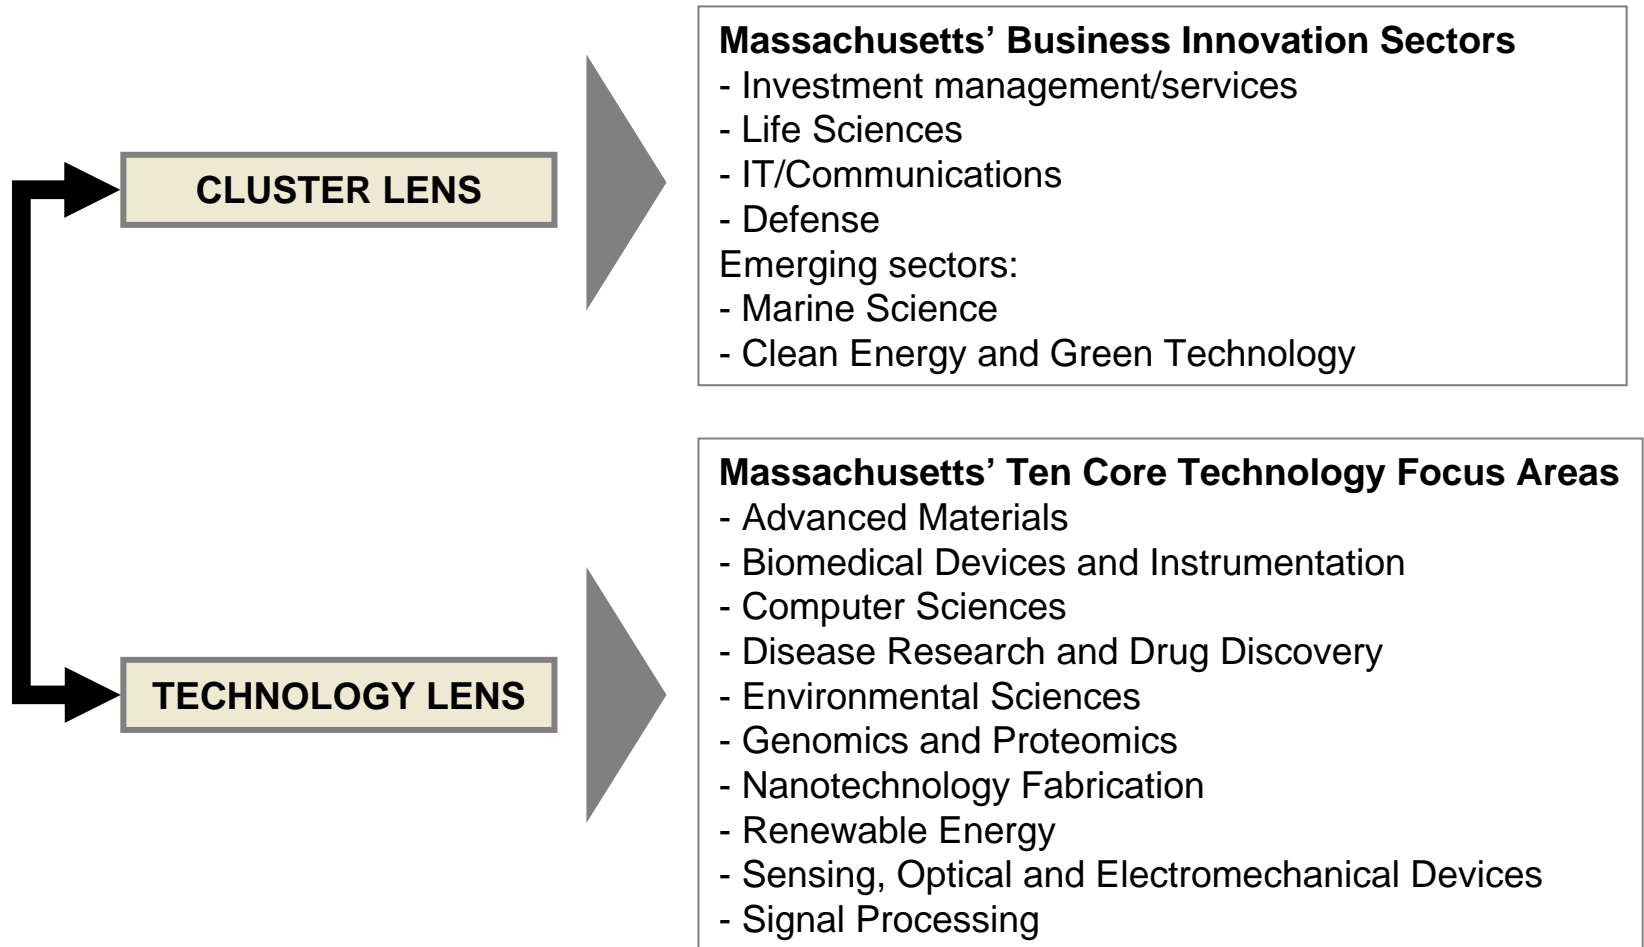 CLUSTER LENS
Massachusetts’ Business Innovation Sectors
- Investment management/services
- Life Sciences
- IT/Communications
- Defense
Emerging sectors:
- Marine Science
- Clean Energy and Green Technology
TECHNOLOGY LENS
Massachusetts’ Ten Core Technology Focus Areas
- Advanced Materials
- Biomedical Devices and Instrumentation
- Computer Sciences
- Disease Research and Drug Discovery
- Environmental Sciences
- Genomics and Proteomics
- Nanotechnology Fabrication
- Renewable Energy
- Sensing, Optical and Electromechanical Devices
- Signal Processing